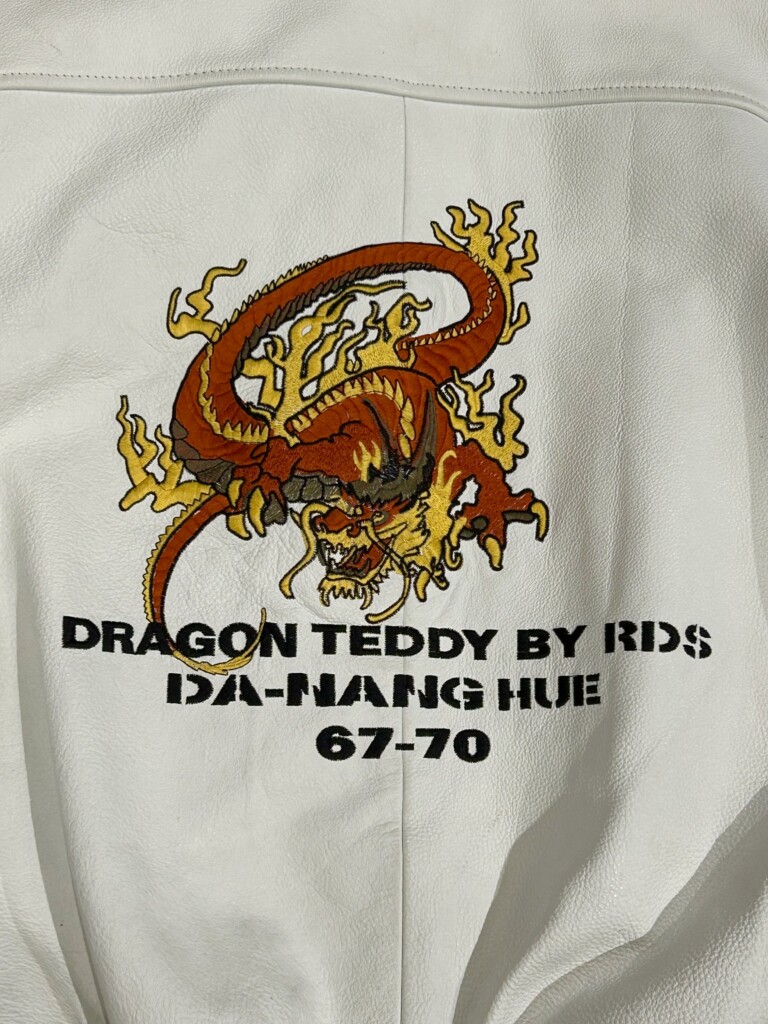 DRAGON TEDDY BY RDS
DA-NANG HUE
67-70